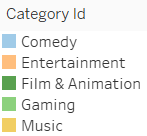 Category Id
Comedy
Entertainment
Film & Animation
Gaming
Music